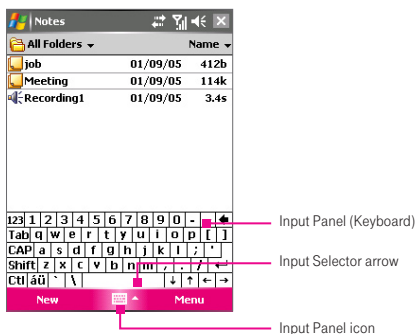 Notes
All Folders Name
job 01/09/05 412b
Meeting 01/09/05 114k
Recording1 01/09/05 3.4s
123 1 2 3 4 5 6 7 8 9 0 - =
Tab q w e r t y u i o p [ ]
CAP a s d f g h j k l ; '
Shift z x c v b n m , . /
Ctl áü ` \
New Menu
Input Panel (Keyboard)
Input Selector arrow
Input Panel icon